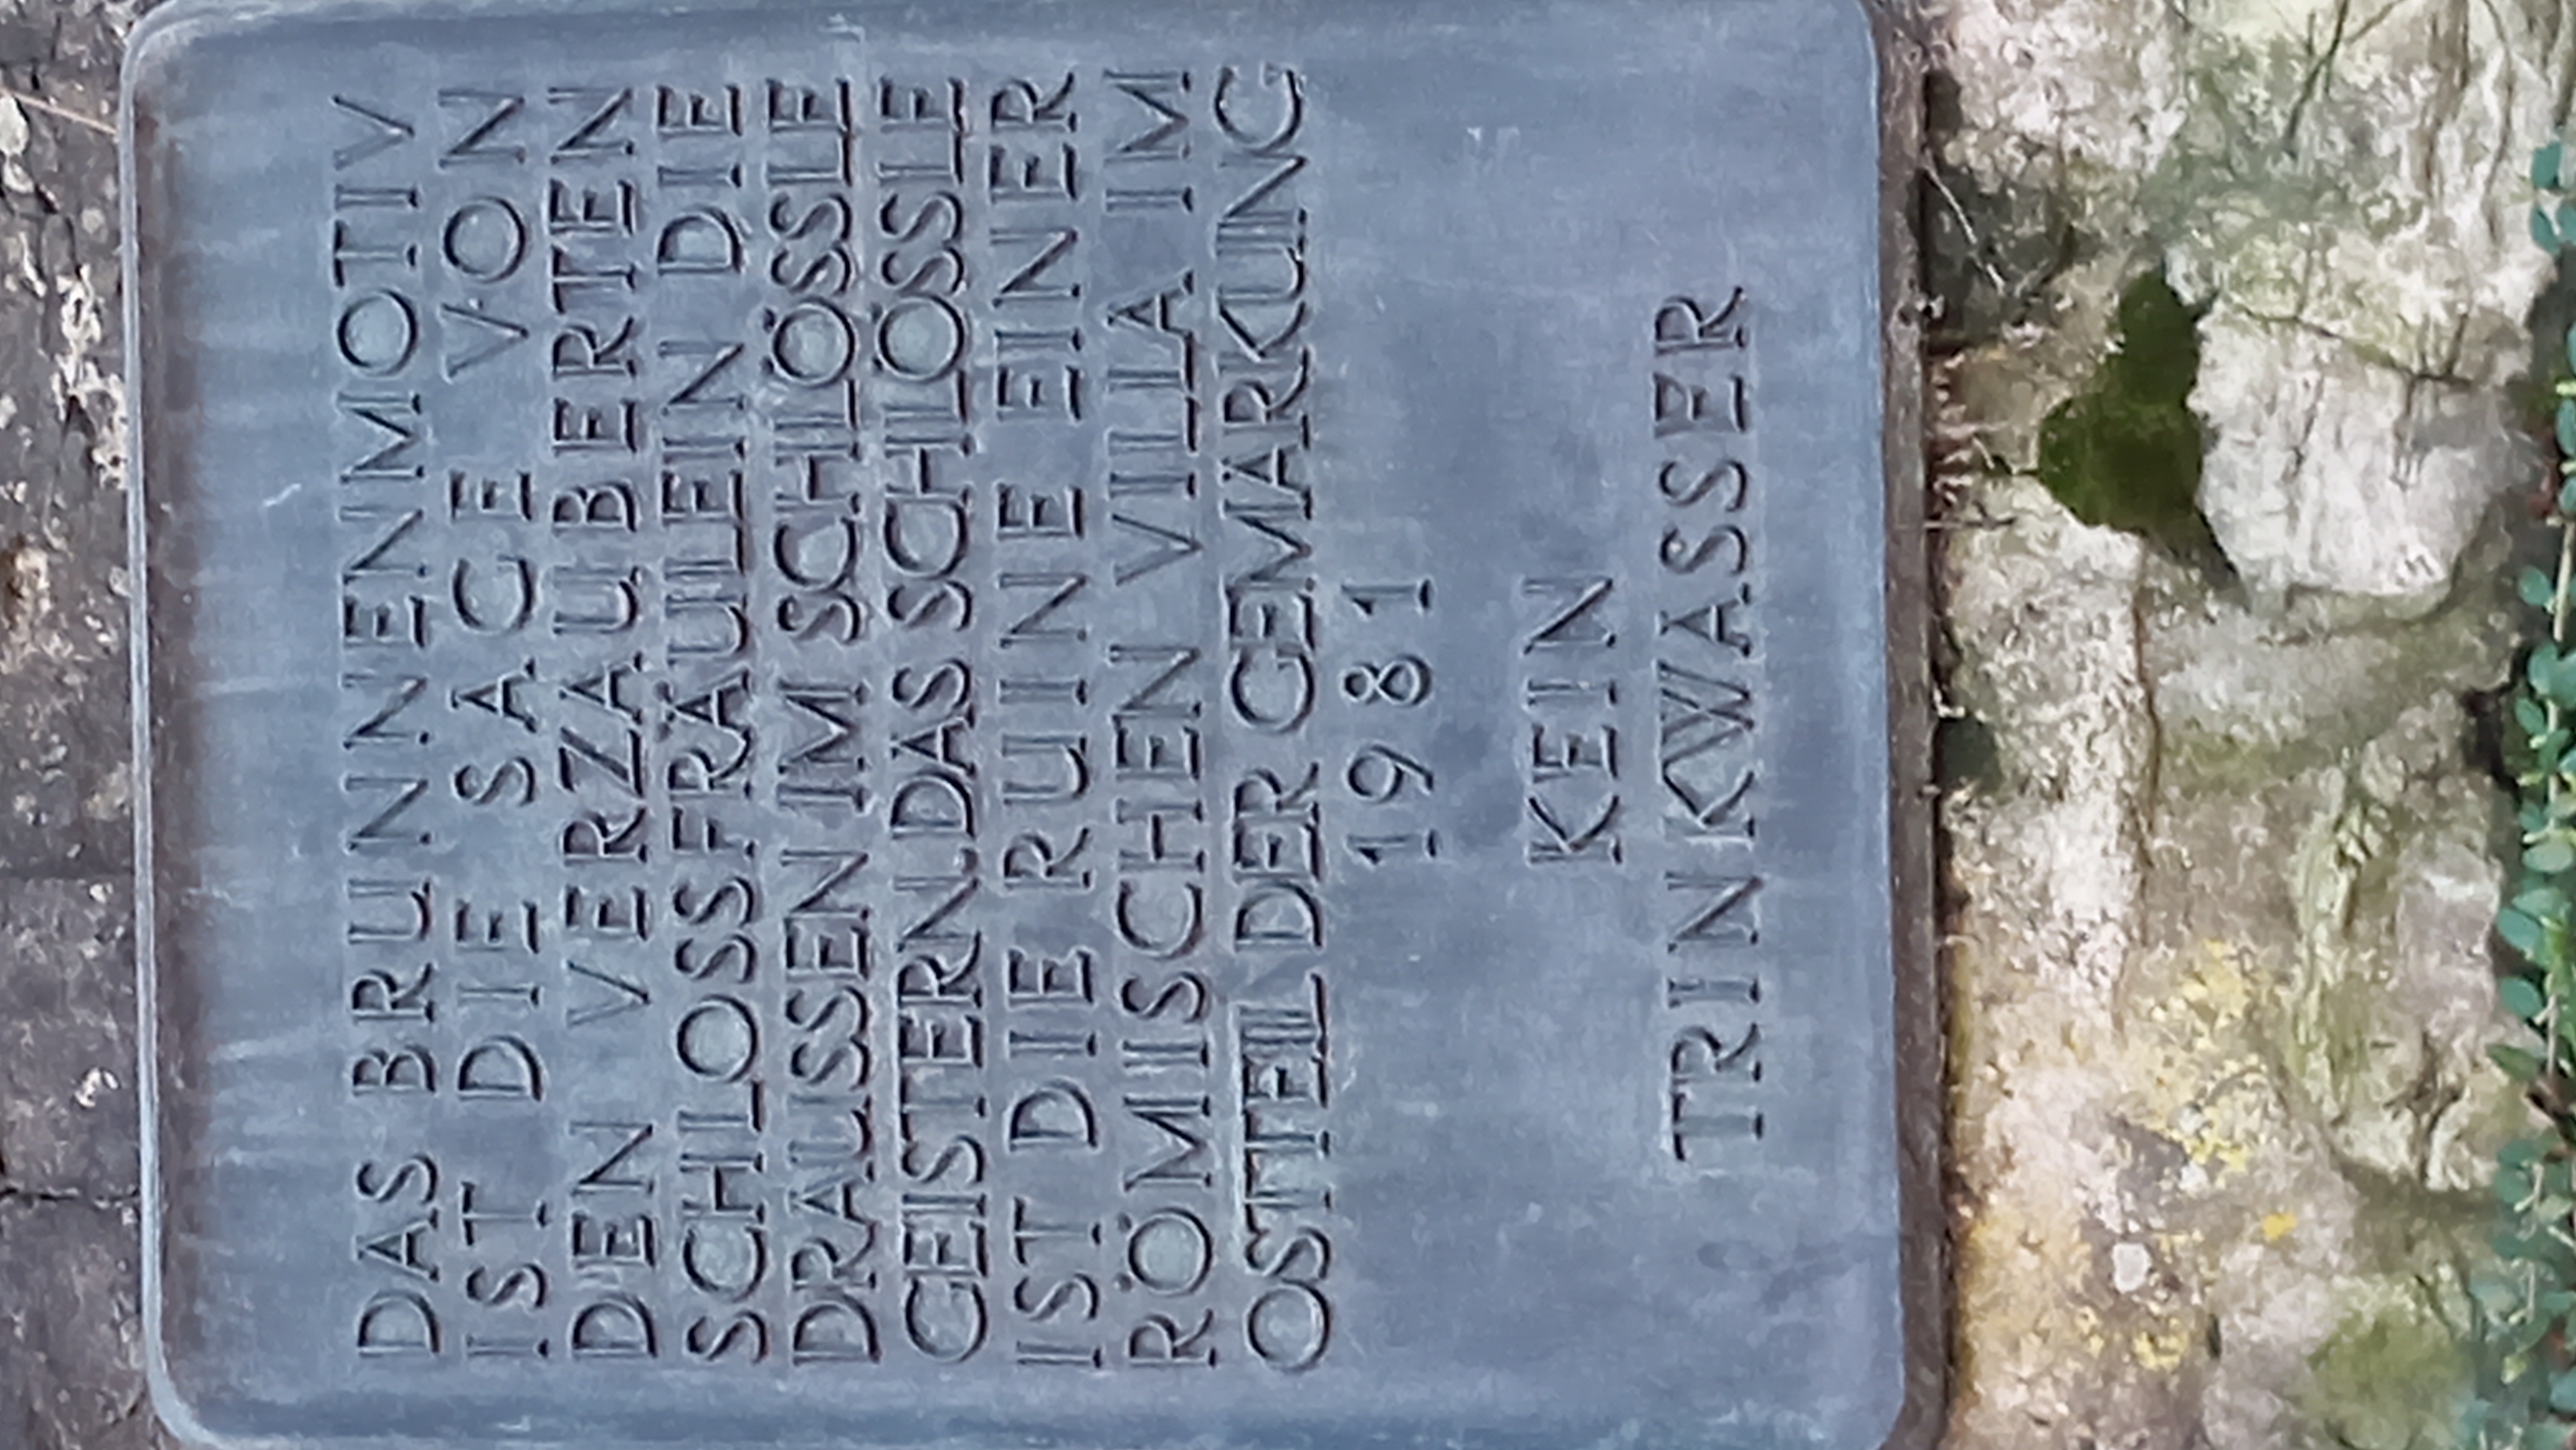 DAS BRUNNENMOTIV
IST DIE SAGE VON
DEN VERZAUBERTEN
SCHLOSSFRÄULEIN DIE
DRAUSSEN IM SCHLÖSSLE
GEISTERN. DAS SCHLÖSSLE
IST DIE RUINE EINER
RÖMISCHEN VILLA IM
OSTTEIL DER GEMARKUNG
1981
KEIN
TRINKWASSER